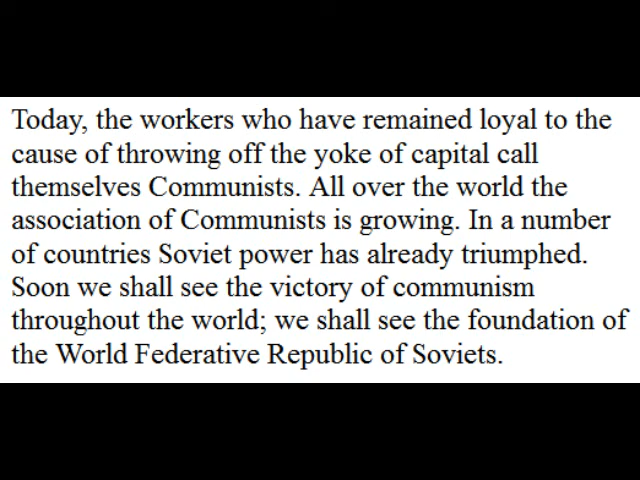 Today, the workers who have remained loyal to the
cause of throwing off the yoke of capital call
themselves Communists. All over the world the
association of Communists is growing. In a number
of countries Soviet power has already triumphed.
Soon we shall see the victory of communism
throughout the world; we shall see the foundation of
the World Federative Republic of Soviets.